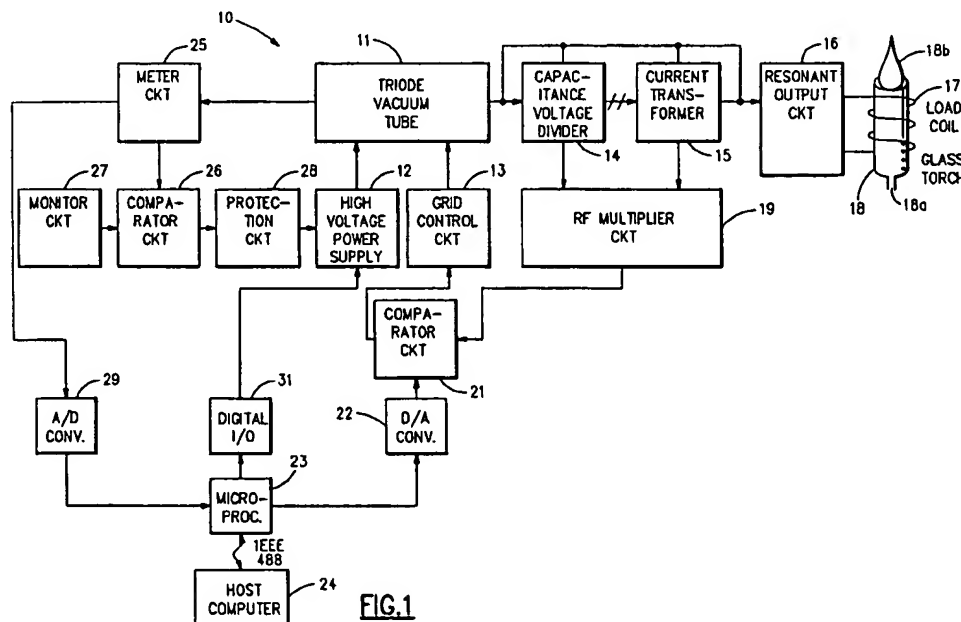 10
25
METER
CKT
11
TRIODE
VACUUM
TUBE
CAPAC-
ITANCE
VOLTAGE
DIVIDER
14
CURRENT
TRANS-
FORMER
15
16
RESONANT
OUTPUT
CKT
18b
17
LOAD
COIL
GLASS
TORCH
18
18a
27
MONITOR
CKT
26
COMPA-
RATOR
CKT
28
PROTEC-
TION
CKT
12
HIGH
VOLTAGE
POWER
SUPPLY
13
GRID
CONTROL
CKT
19
RF MULTIPLIER
CKT
COMPA-
RATOR
CKT
21
29
A/D
CONV.
31
DIGITAL
I/O
22
D/A
CONV.
23
MICRO-
PROC.
IEEE
488
24
HOST
COMPUTER
FIG.1